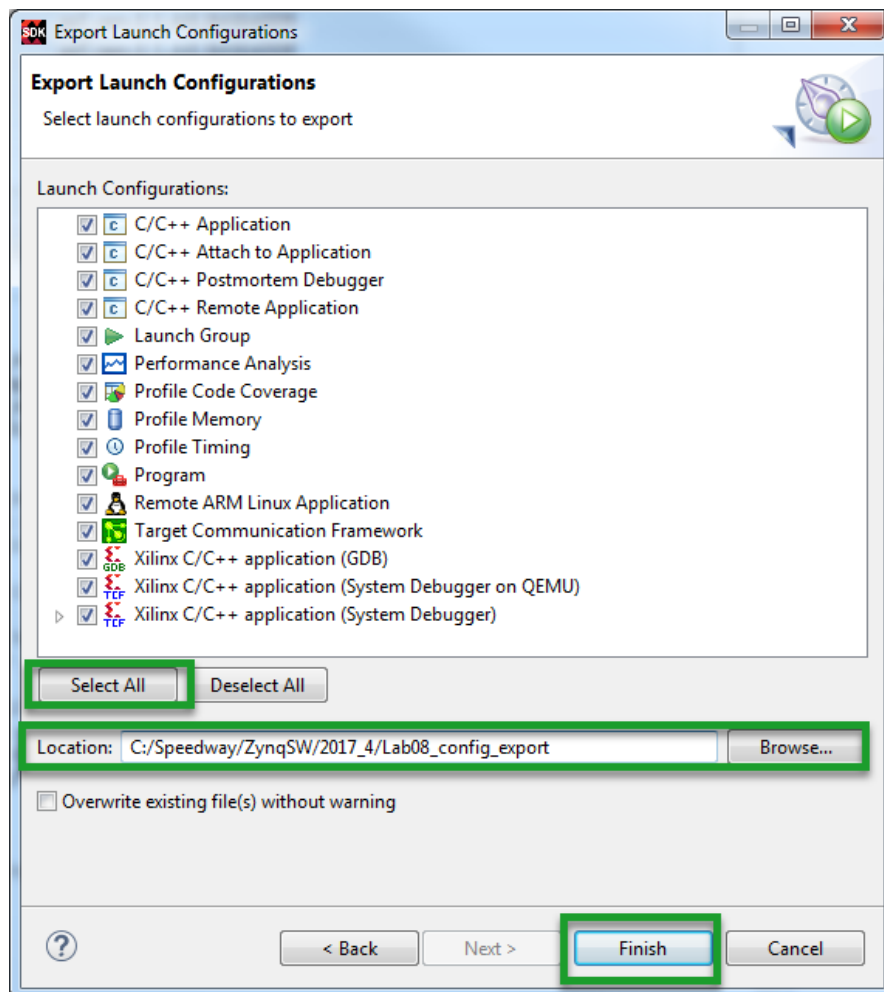 SDK Export Launch Configurations
Export Launch Configurations
Select launch configurations to export
Launch Configurations:
C/C++ Application
C/C++ Attach to Application
C/C++ Postmortem Debugger
C/C++ Remote Application
Launch Group
Performance Analysis
Profile Code Coverage
Profile Memory
Profile Timing
Program
Remote ARM Linux Application
Target Communication Framework
GDB Xilinx C/C++ application (GDB)
TCF Xilinx C/C++ application (System Debugger on QEMU)
TCF Xilinx C/C++ application (System Debugger)
Select All Deselect All
Location: C:/Speedway/ZynqSW/2017_4/Lab08_config_export Browse...
Overwrite existing file(s) without warning
? < Back Next > Finish Cancel